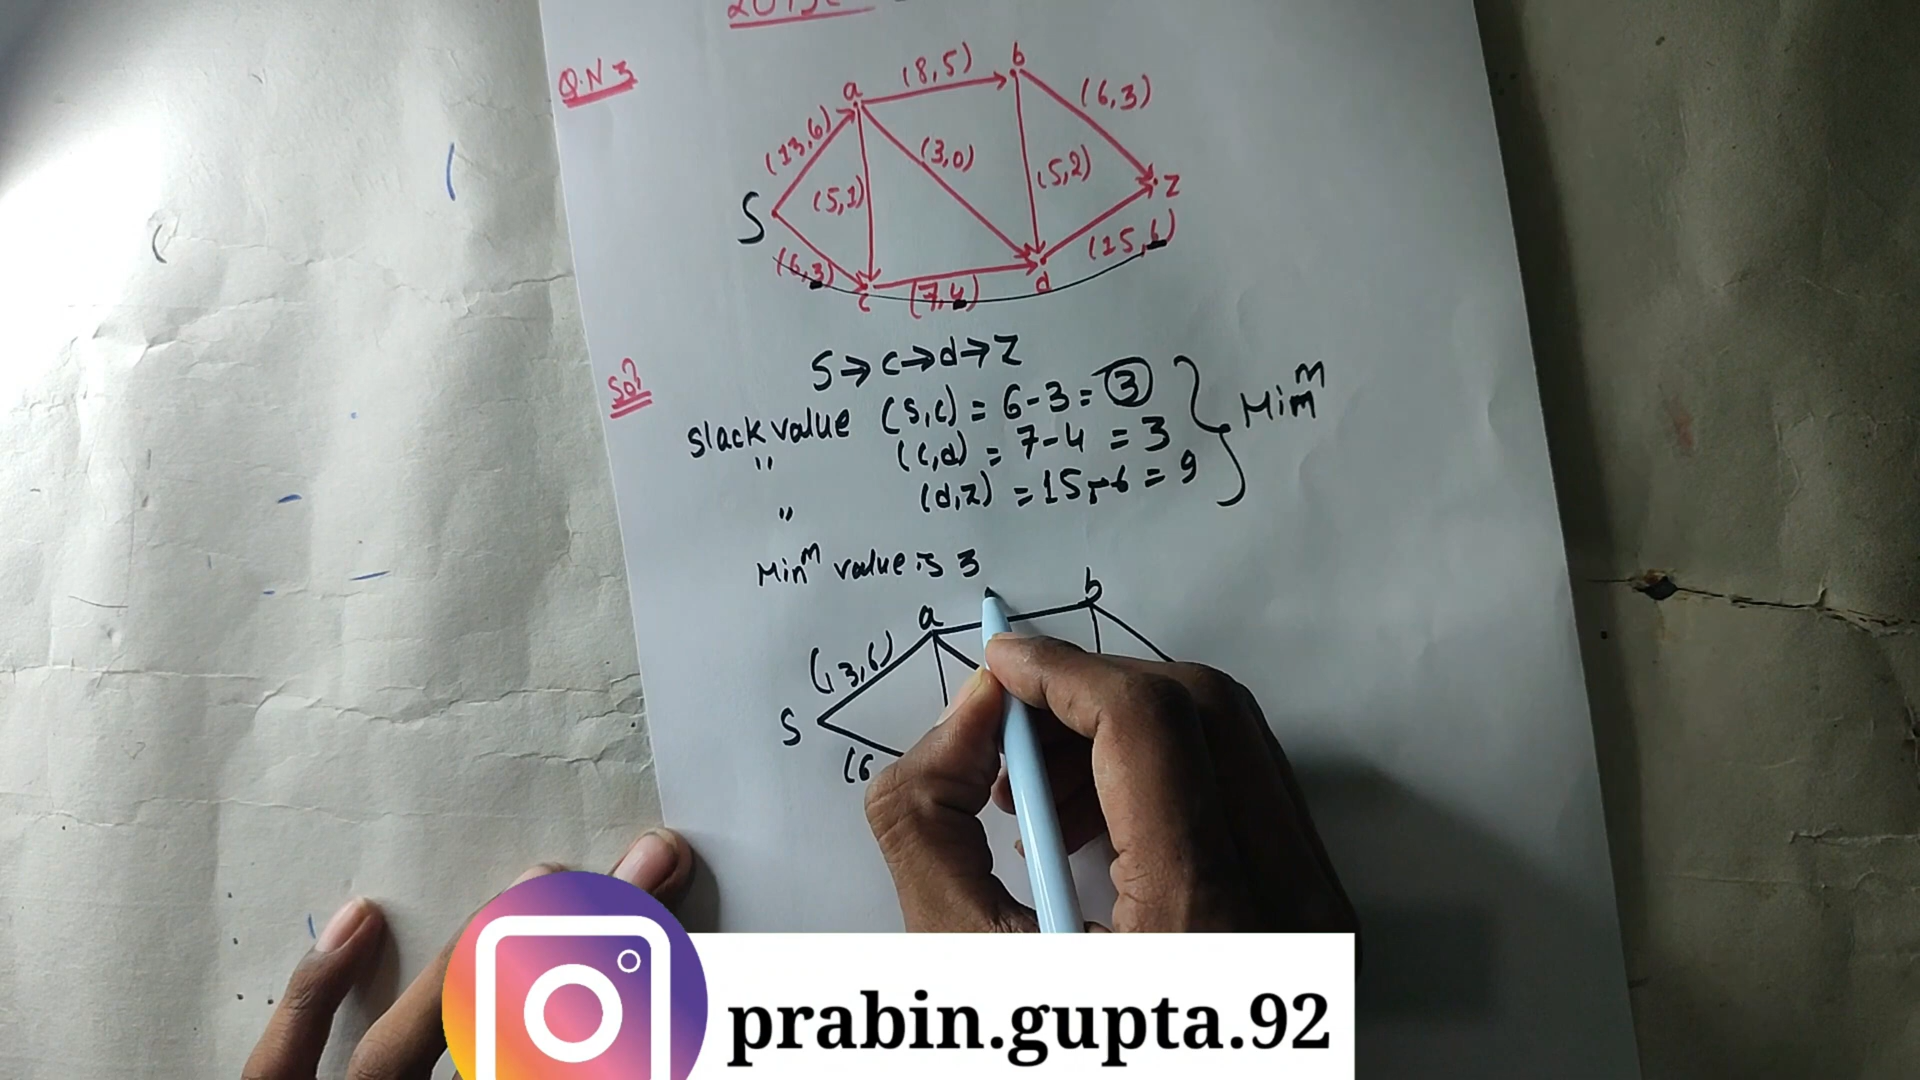 Q.N 3
a
(8,5)
b
(6,3)
(13,6)
(3,0)
(5,1)
(5,2)
z
S
(6,3)
c
(7,4)
d
(15,6)
Sol
S→c→d→z
slack value (s,c) = 6-3 = 3
" (c,d) = 7-4 = 3
" (d,z) = 15-6 = 9
Minm value is 3
a
b
(13,6)
S
(6
prabin.gupta.92